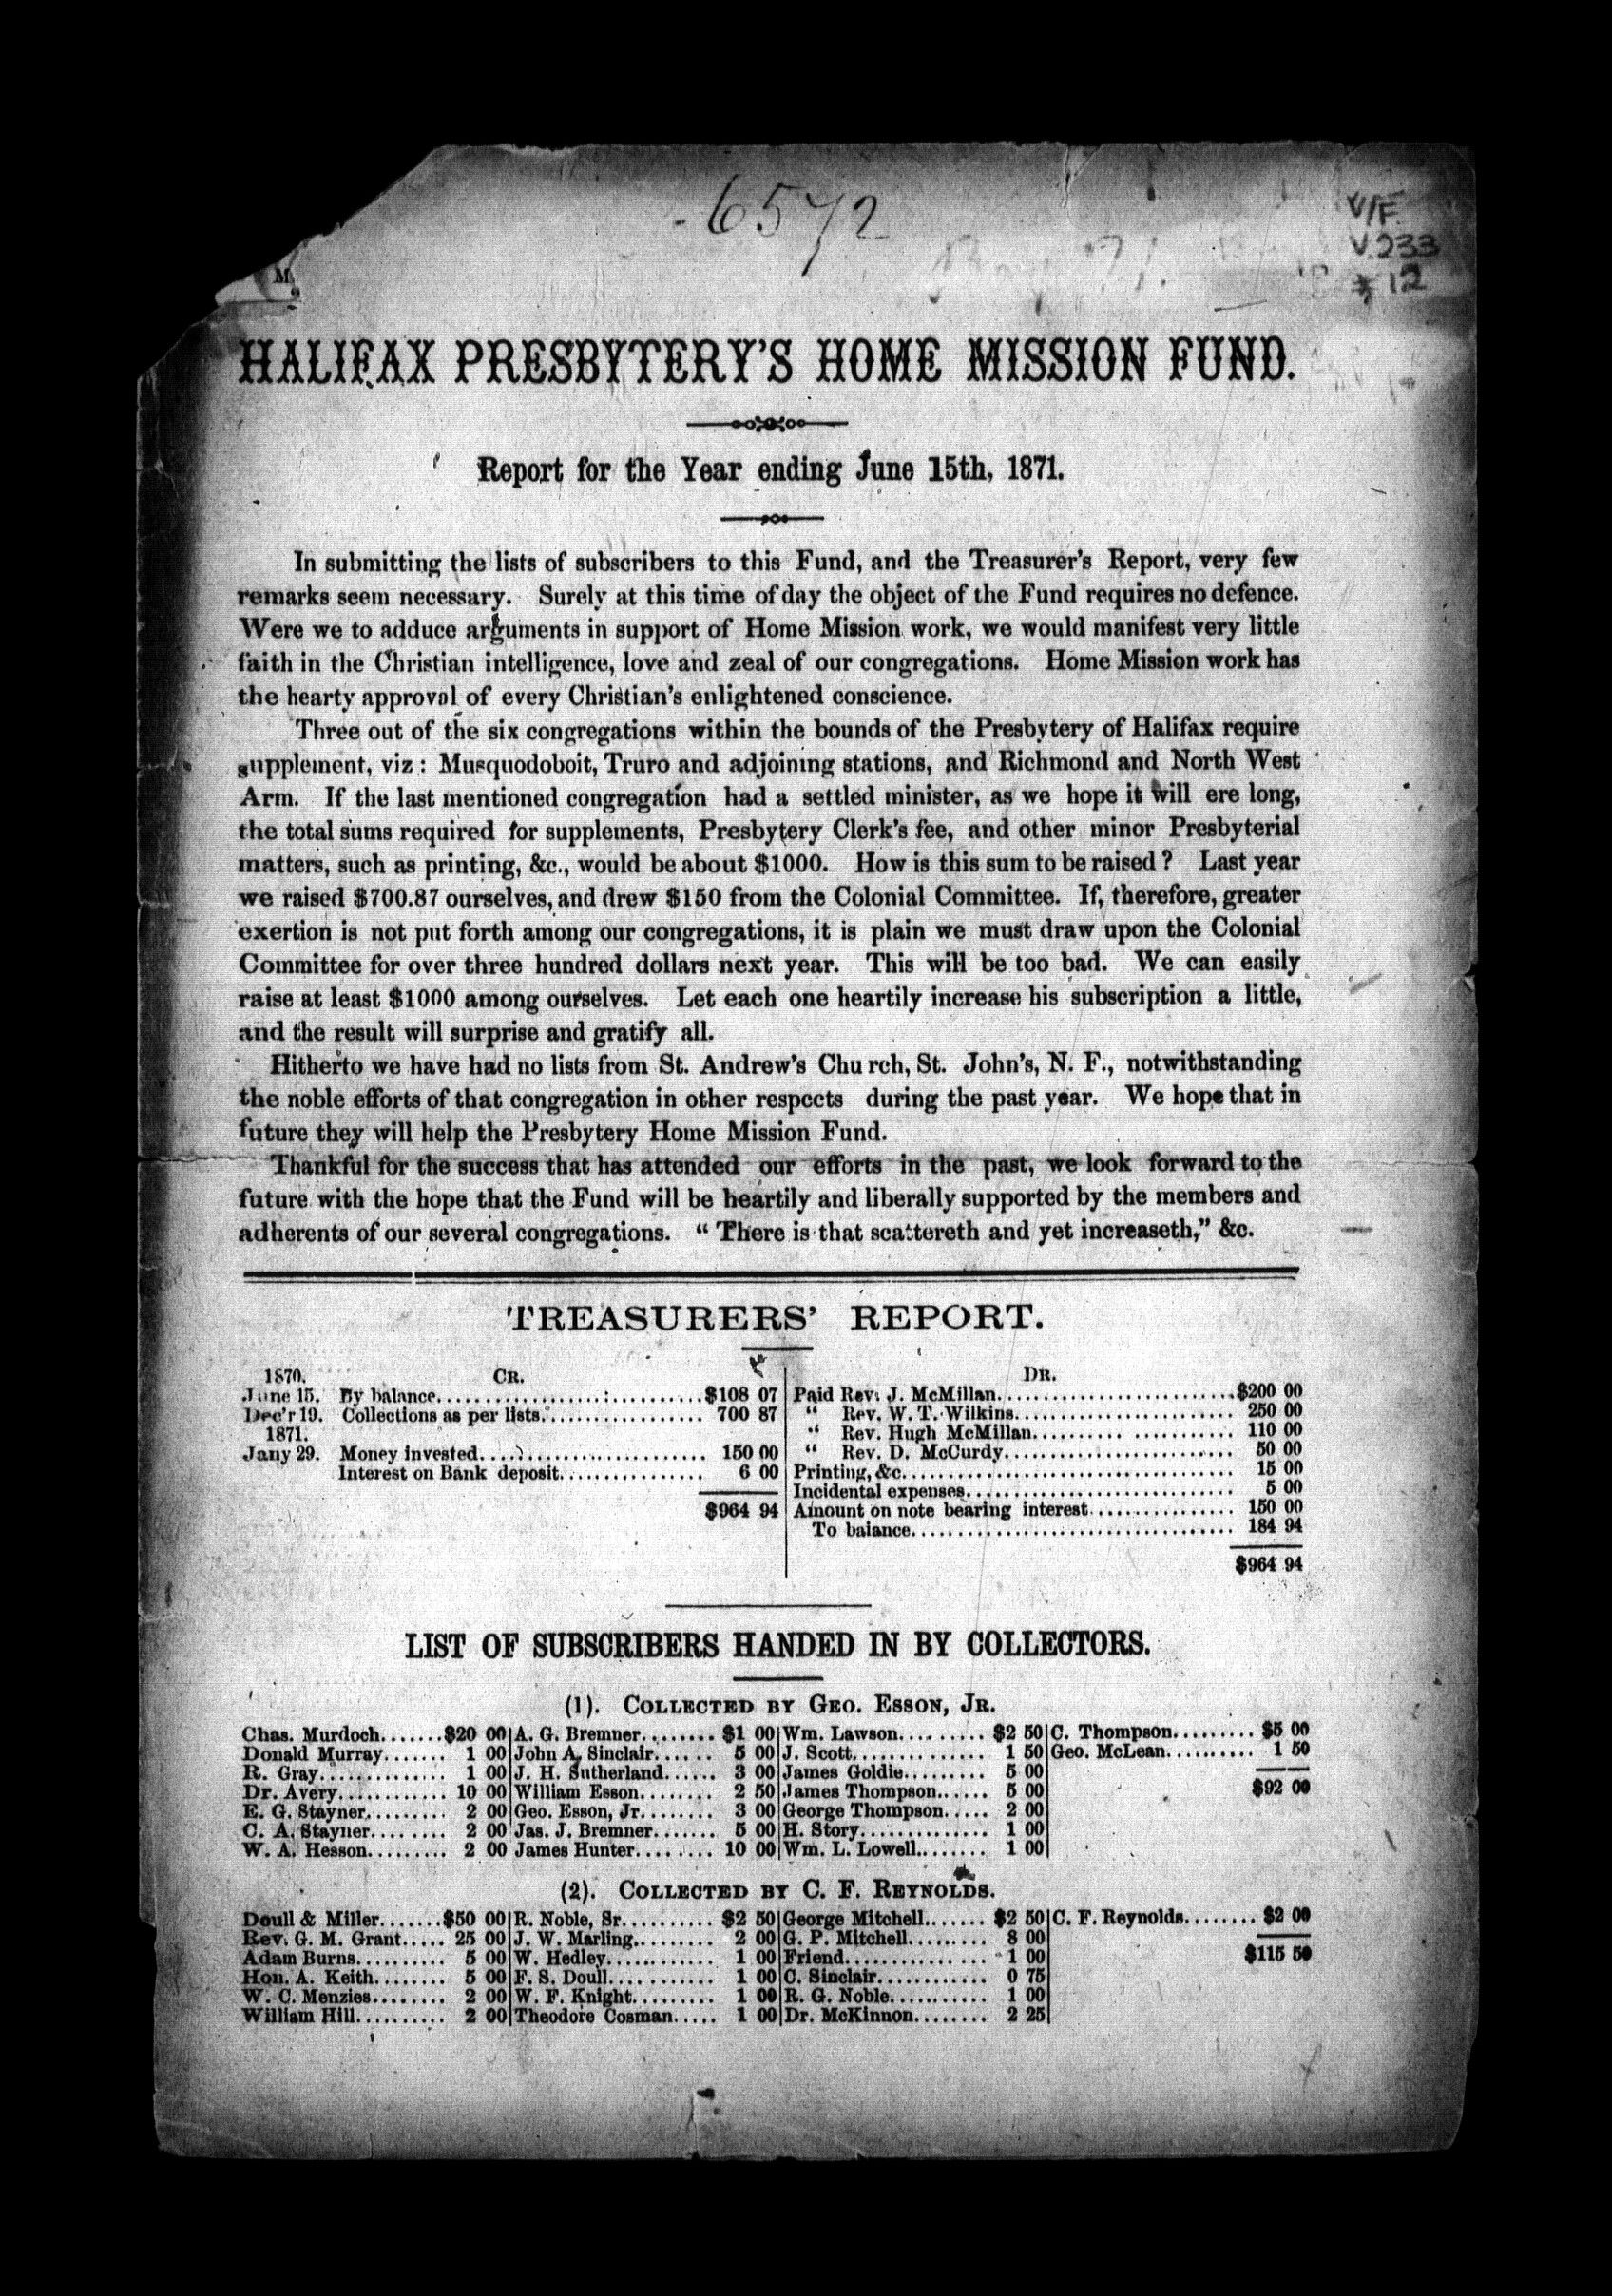 6572
V/F.
V.233
# 12
M,
HALIFAX PRESBYTERY'S HOME MISSION FUND.
Report for the Year ending June 15th, 1871.
In submitting the lists of subscribers to this Fund, and the Treasurer's Report, very few
remarks seem necessary. Surely at this time of day the object of the Fund requires no defence.
Were we to adduce arguments in support of Home Mission work, we would manifest very little
faith in the Christian intelligence, love and zeal of our congregations. Home Mission work has
the hearty approval of every Christian's enlightened conscience.
Three out of the six congregations within the bounds of the Presbytery of Halifax require
supplement, viz: Musquodoboit, Truro and adjoining stations, and Richmond and North West
Arm. If the last mentioned congregation had a settled minister, as we hope it will ere long,
the total sums required for supplements, Presbytery Clerk's fee, and other minor Presbyterial
matters, such as printing, &c., would be about $1000. How is this sum to be raised? Last year
we raised $700.87 ourselves, and drew $150 from the Colonial Committee. If, therefore, greater
exertion is not put forth among our congregations, it is plain we must draw upon the Colonial
Committee for over three hundred dollars next year. This will be too bad. We can easily
raise at least $1000 among ourselves. Let each one heartily increase his subscription a little,
and the result will surprise and gratify all.
Hitherto we have had no lists from St. Andrew's Church, St. John's, N. F., notwithstanding
the noble efforts of that congregation in other respects during the past year. We hope that in
future they will help the Presbytery Home Mission Fund.
Thankful for the success that has attended our efforts in the past, we look forward to the
future with the hope that the Fund will be heartily and liberally supported by the members and
adherents of our several congregations. "There is that scattereth and yet increaseth," &c.
TREASURERS' REPORT.
1870. CR.
June 15. By balance $108 07
Dec'r 19. Collections as per lists 700 87
1871.
Jany 29. Money invested 150 00
Interest on Bank deposit 6 00
$964 94
DR.
Paid Rev. J. McMillan $200 00
" Rev. W. T. Wilkins 250 00
" Rev. Hugh McMillan 110 00
" Rev. D. McCurdy 50 00
Printing, &c. 15 00
Incidental expenses 5 00
Amount on note bearing interest 150 00
To balance 184 94
$964 94
LIST OF SUBSCRIBERS HANDED IN BY COLLECTORS.
(1). COLLECTED BY GEO. ESSON, JR.
Chas. Murdoch $20 00
Donald Murray 1 00
R. Gray 1 00
Dr. Avery 10 00
E. G. Stayner 2 00
C. A. Stayner 2 00
W. A. Hesson 2 00
A. G. Bremner $1 00
John A. Sinclair 5 00
J. H. Sutherland 3 00
William Esson 2 50
Geo. Esson, Jr. 3 00
Jas. J. Bremner 5 00
James Hunter 10 00
Wm. Lawson $2 50
J. Scott 1 50
James Goldie 5 00
James Thompson 5 00
George Thompson 2 00
H. Story 1 00
Wm. L. Lowell 1 00
C. Thompson $5 00
Geo. McLean 1 50
$92 00
(2). COLLECTED BY C. F. REYNOLDS.
Doull & Miller $50 00
Rev. G. M. Grant 25 00
Adam Burns 5 00
Hon. A. Keith 5 00
W. C. Menzies 2 00
William Hill 2 00
R. Noble, Sr. $2 50
J. W. Marling 2 00
W. Hedley 1 00
F. S. Doull 1 00
W. F. Knight 1 00
Theodore Cosman 1 00
George Mitchell $2 50
G. P. Mitchell 8 00
Friend 1 00
C. Sinclair 0 75
R. G. Noble 1 00
Dr. McKinnon 2 25
C. F. Reynolds $2 00
$115 50